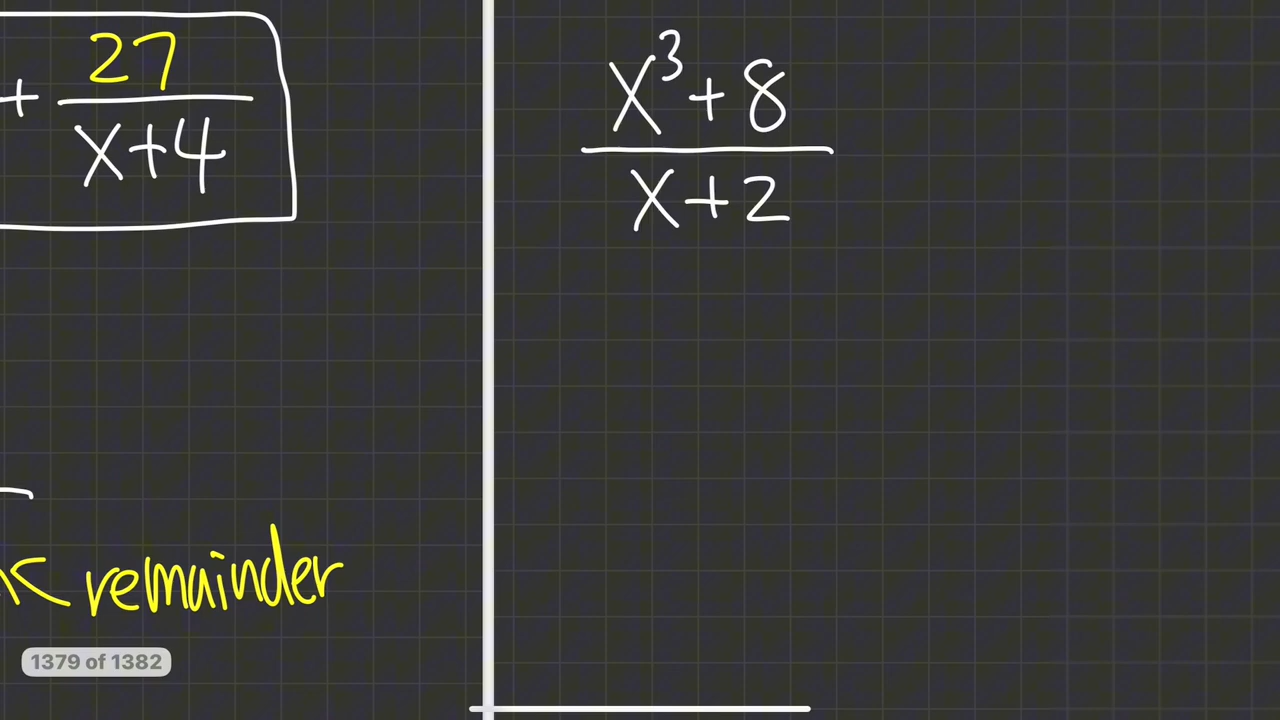 + 27/(x+4)
< remainder
1379 of 1382
(x³+8)/(x+2)